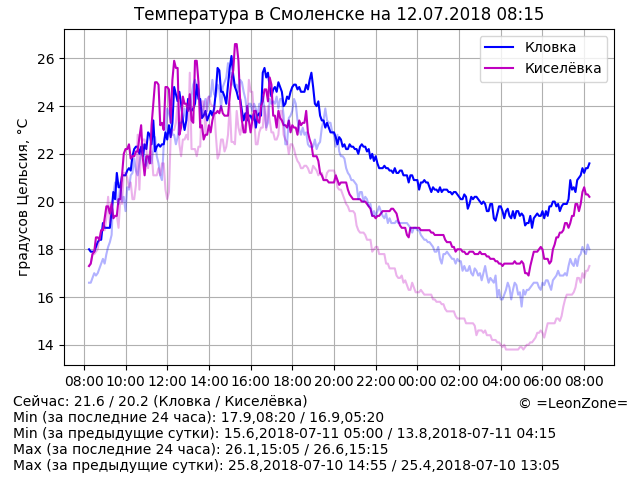 Температура в Смоленске на 12.07.2018 08:15
Кловка
Киселёвка
градусов Цельсия, °C
26
24
22
20
18
16
14
08:00 10:00 12:00 14:00 16:00 18:00 20:00 22:00 00:00 02:00 04:00 06:00 08:00
Сейчас: 21.6 / 20.2 (Кловка / Киселёвка)
© =LeonZone=
Min (за последние 24 часа): 17.9,08:20 / 16.9,05:20
Min (за предыдущие сутки): 15.6,2018-07-11 05:00 / 13.8,2018-07-11 04:15
Max (за последние 24 часа): 26.1,15:05 / 26.6,15:15
Max (за предыдущие сутки): 25.8,2018-07-10 14:55 / 25.4,2018-07-10 13:05